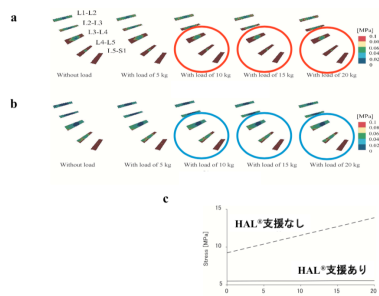 a
L1-L2
L2-L3
L3-L4
L4-L5
L5-S1
[MPa]
0.1
0.08
0.06
0.04
0.02
0
Without load
With load of 5 kg
With load of 10 kg
With load of 15 kg
With load of 20 kg
b
[MPa]
0.1
0.08
0.06
0.04
0.02
0
Without load
With load of 5 kg
With load of 10 kg
With load of 15 kg
With load of 20 kg
c
Stress [MPa]
15
10
5
HAL®支援なし
HAL®支援あり
0
5
10
15
20